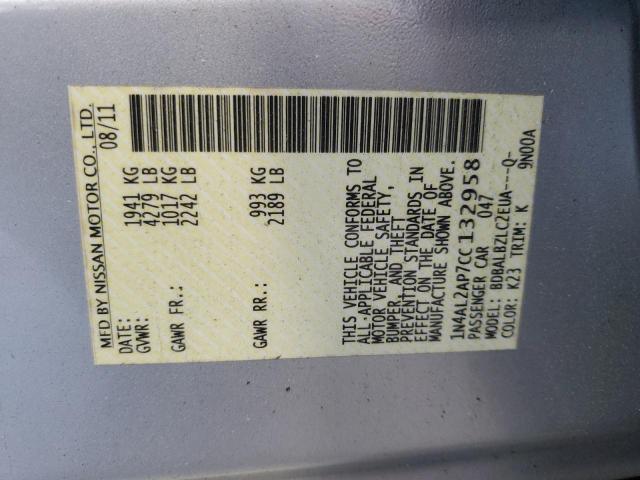 MFD BY NISSAN MOTOR CO., LTD.
DATE: 08/11
GVWR: 1941 KG
4279 LB
GAWR FR.: 1017 KG
2242 LB
GAWR RR.: 993 KG
2189 LB
THIS VEHICLE CONFORMS TO
ALL APPLICABLE FEDERAL
MOTOR VEHICLE SAFETY,
BUMPER, AND THEFT
PREVENTION STANDARDS IN
EFFECT ON THE DATE OF
MANUFACTURE SHOWN ABOVE.
1N4AL2AP7CC132958
PASSENGER CAR 047
MODEL: BDBALBZLCZEUA---Q-
COLOR: K23 TRIM: K 9N00A